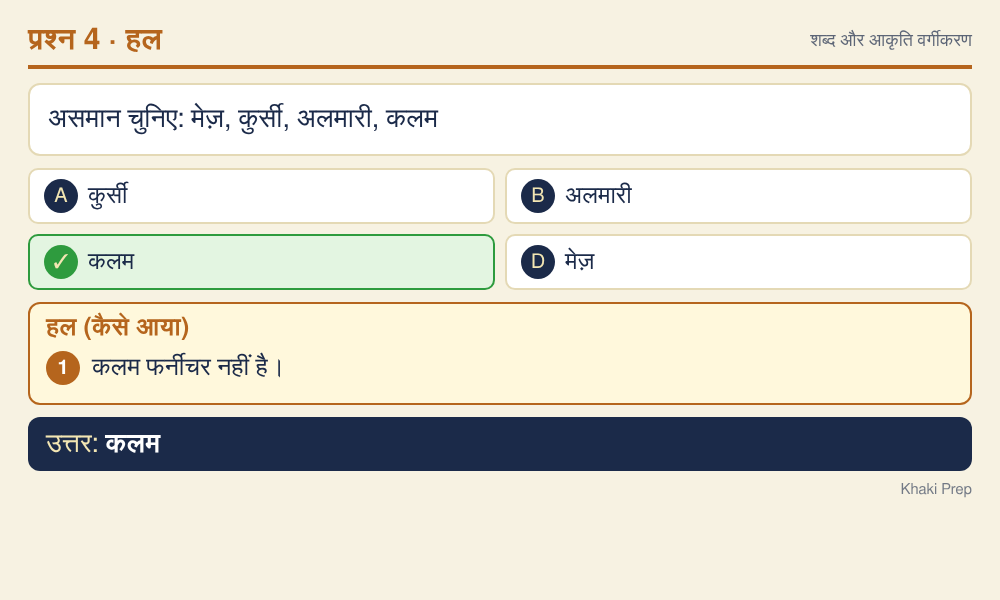 प्रश्न 4 · हल
शब्द और आकृति वर्गीकरण
असमान चुनिए: मेज़, कुर्सी, अलमारी, कलम
A कुर्सी
B अलमारी
✓ कलम
D मेज़
हल (कैसे आया)
1 कलम फर्नीचर नहीं है।
उत्तर: कलम
Khaki Prep